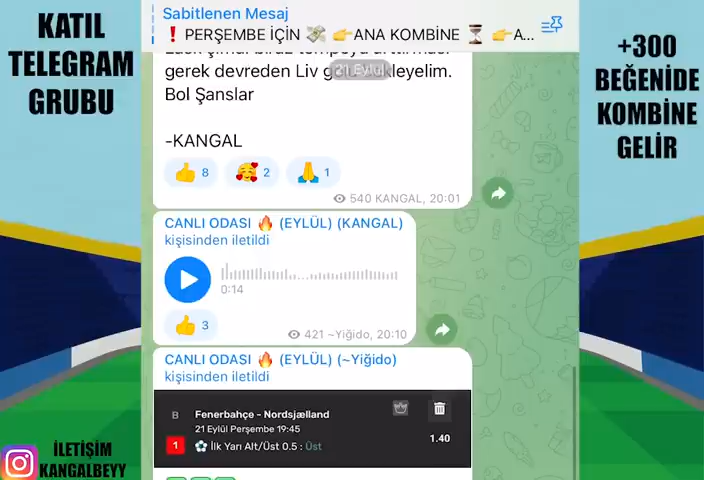 KATIL
TELEGRAM
GRUBU
Sabitlenen Mesaj
❗ PERŞEMBE İÇİN 💸 👉ANA KOMBİNE ⏳ 👉A...
gerek devreden Liv
21 Eylül
Bol Şanslar
-KANGAL
👍 8 🥰 2 🙏 1
540 KANGAL, 20:01
CANLI ODASI 🔥 (EYLÜL) (KANGAL)
kişisinden iletildi
0:14
👍 3
421 ~Yiğido, 20:10
CANLI ODASI 🔥 (EYLÜL) (~Yiğido)
kişisinden iletildi
B Fenerbahçe - Nordsjælland
21 Eylül Perşembe 19:45
1 ⚽ İlk Yarı Alt/Üst 0.5 : Üst
1.40
+300
BEĞENİDE
KOMBİNE
GELİR
İLETİŞİM
KANGALBEYY